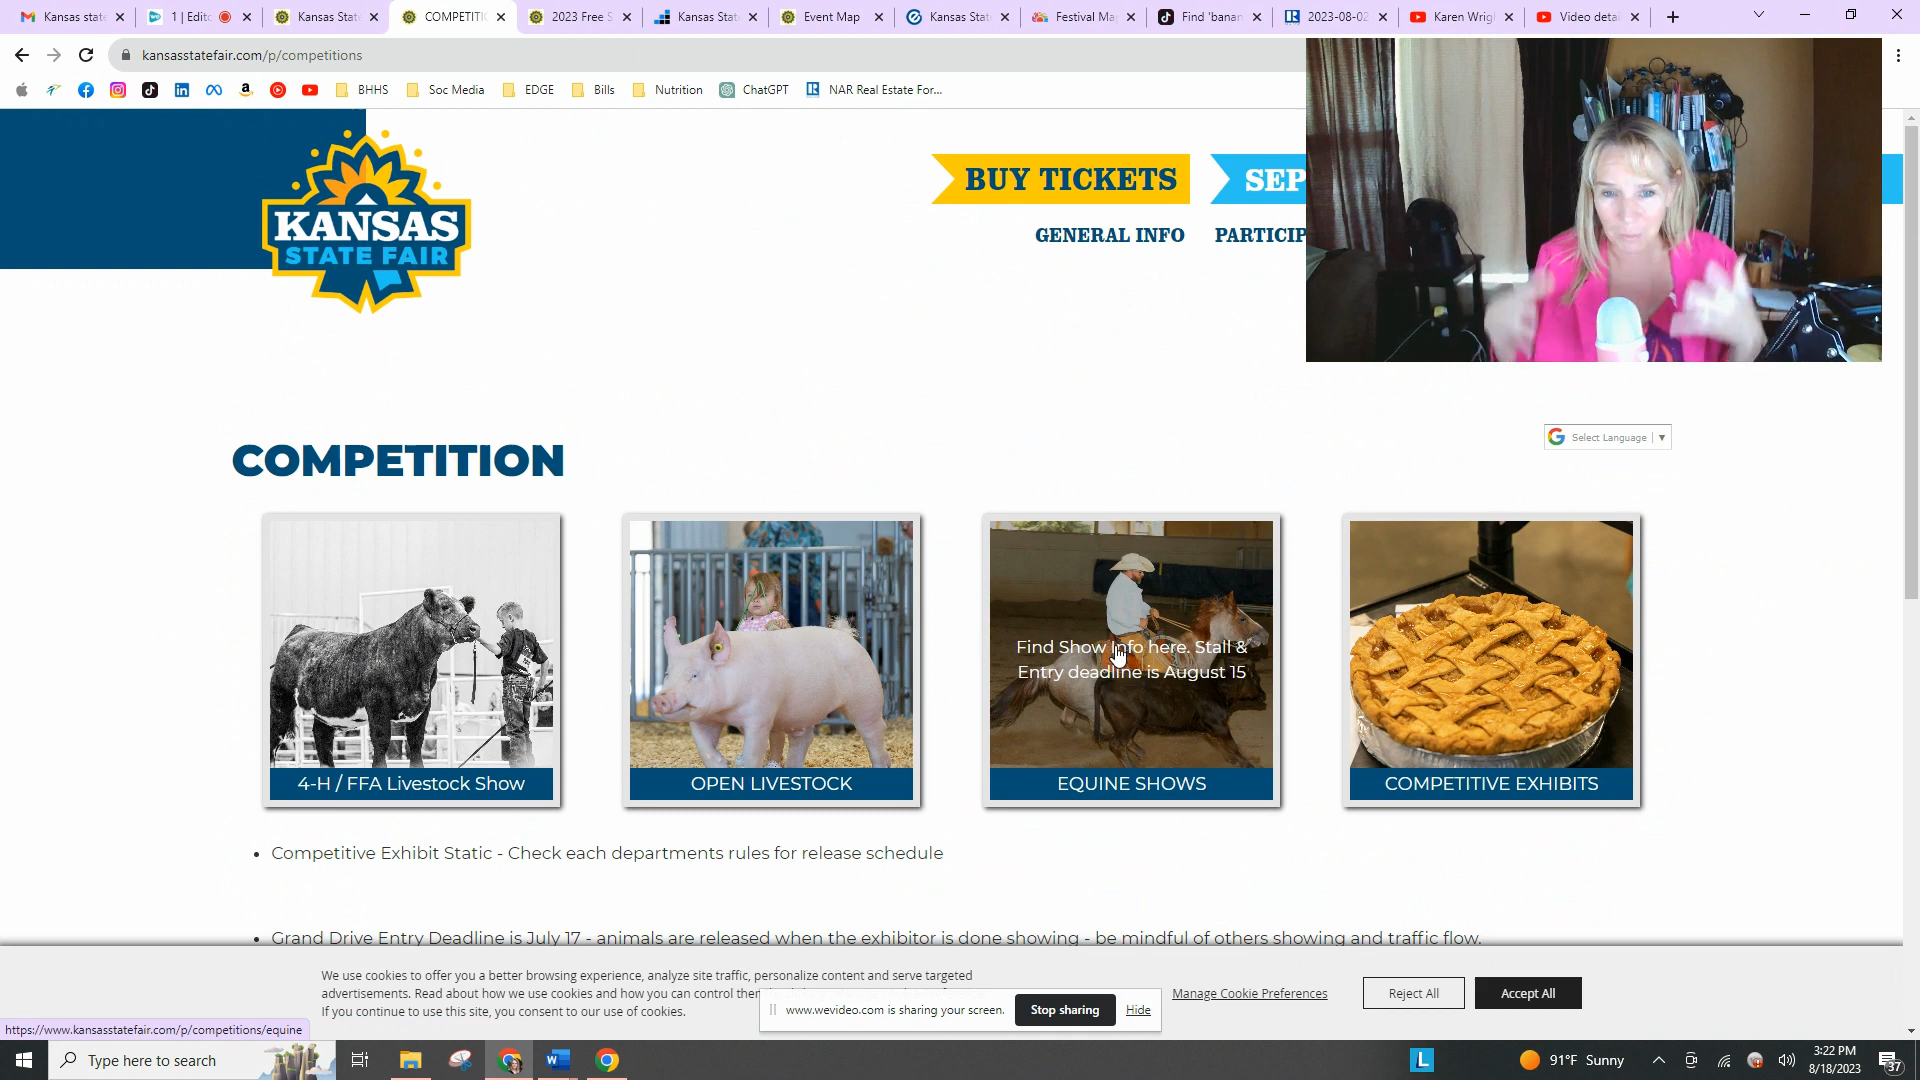 Kansas state
1 | Edit
Kansas Stat
COMPETITIO
2023 Free S
Kansas Stat
Event Map
Kansas Stat
Festival Ma
Find 'banan
2023-08-02
Karen Wrigh
Video detai
kansasstatefair.com/p/competitions
BHHS
Soc Media
EDGE
Bills
Nutrition
ChatGPT
NAR Real Estate For...
KANSAS
STATE FAIR
BUY TICKETS
SEP
GENERAL INFO
PARTICIP
Select Language
COMPETITION
4-H / FFA Livestock Show
OPEN LIVESTOCK
Find Show Info here. Stall &
Entry deadline is August 15
EQUINE SHOWS
COMPETITIVE EXHIBITS
• Competitive Exhibit Static - Check each departments rules for release schedule
• Grand Drive Entry Deadline is July 17 - animals are released when the exhibitor is done showing - be mindful of others showing and traffic flow.
We use cookies to offer you a better browsing experience, analyze site traffic, personalize content and serve targeted
advertisements. Read about how we use cookies and how you can control them
If you continue to use this site, you consent to our use of cookies.
Manage Cookie Preferences
Reject All
Accept All
www.wevideo.com is sharing your screen.
Stop sharing
Hide
https://www.kansasstatefair.com/p/competitions/equine
Type here to search
L
91°F Sunny
3:22 PM
8/18/2023
37